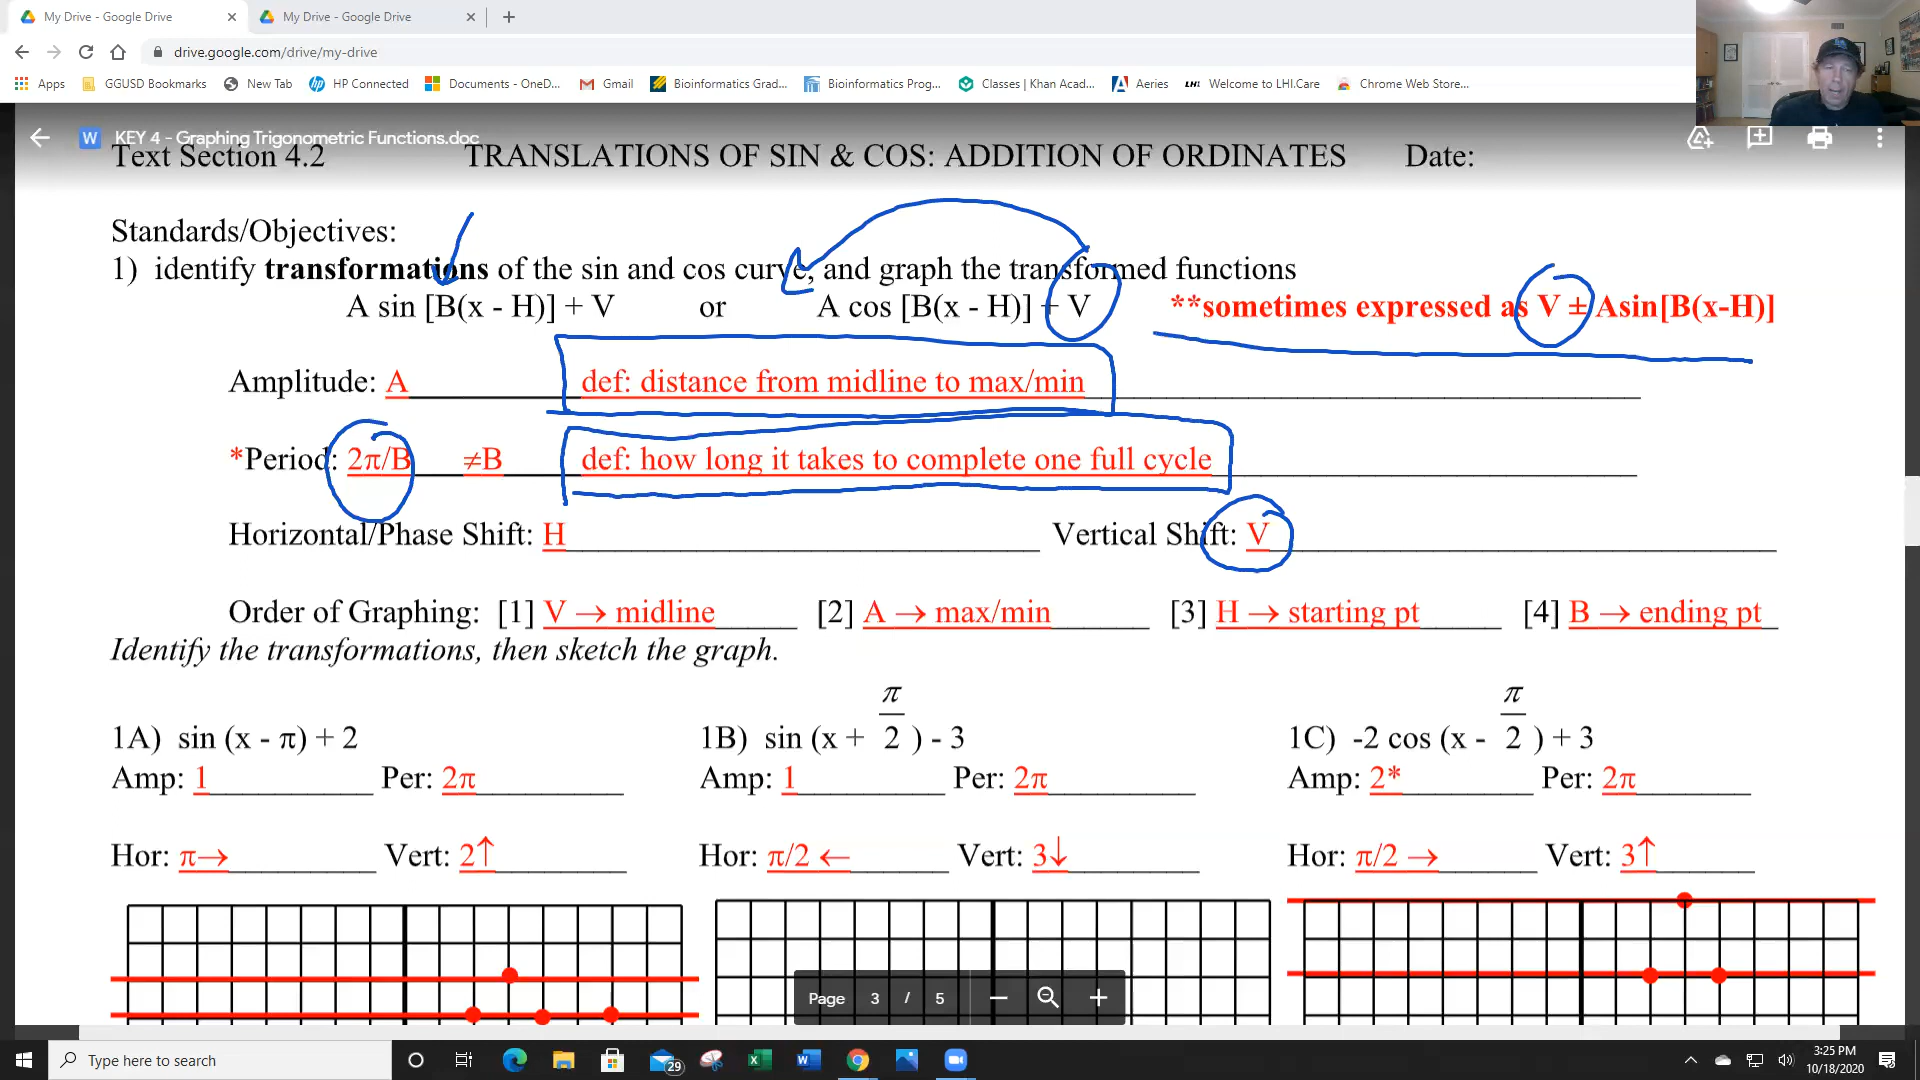 My Drive - Google Drive
My Drive - Google Drive
drive.google.com/drive/my-drive
Apps GGUSD Bookmarks New Tab HP Connected Documents - OneD... Gmail Bioinformatics Grad... Bioinformatics Prog... Classes | Khan Acad... Aeries LHI. Welcome to LHI.Care Chrome Web Store...
W KEY 4 - Graphing Trigonometric Functions.doc
Text Section 4.2 TRANSLATIONS OF SIN & COS: ADDITION OF ORDINATES Date:
Standards/Objectives:
1) identify transformations of the sin and cos curve, and graph the transformed functions
A sin [B(x - H)] + V or A cos [B(x - H)] + V **sometimes expressed as V ± Asin[B(x-H)]
Amplitude: A def: distance from midline to max/min
*Period: 2π/B ≠B def: how long it takes to complete one full cycle
Horizontal/Phase Shift: H Vertical Shift: V
Order of Graphing: [1] V → midline [2] A → max/min [3] H → starting pt [4] B → ending pt
Identify the transformations, then sketch the graph.
1A) sin (x - π) + 2 1B) sin (x + π/2) - 3 1C) -2 cos (x - π/2) + 3
Amp: 1 Per: 2π Amp: 1 Per: 2π Amp: 2* Per: 2π
Hor: π→ Vert: 2↑ Hor: π/2 ← Vert: 3↓ Hor: π/2 → Vert: 3↑
Page 3 / 5
Type here to search
29
3:25 PM
10/18/2020